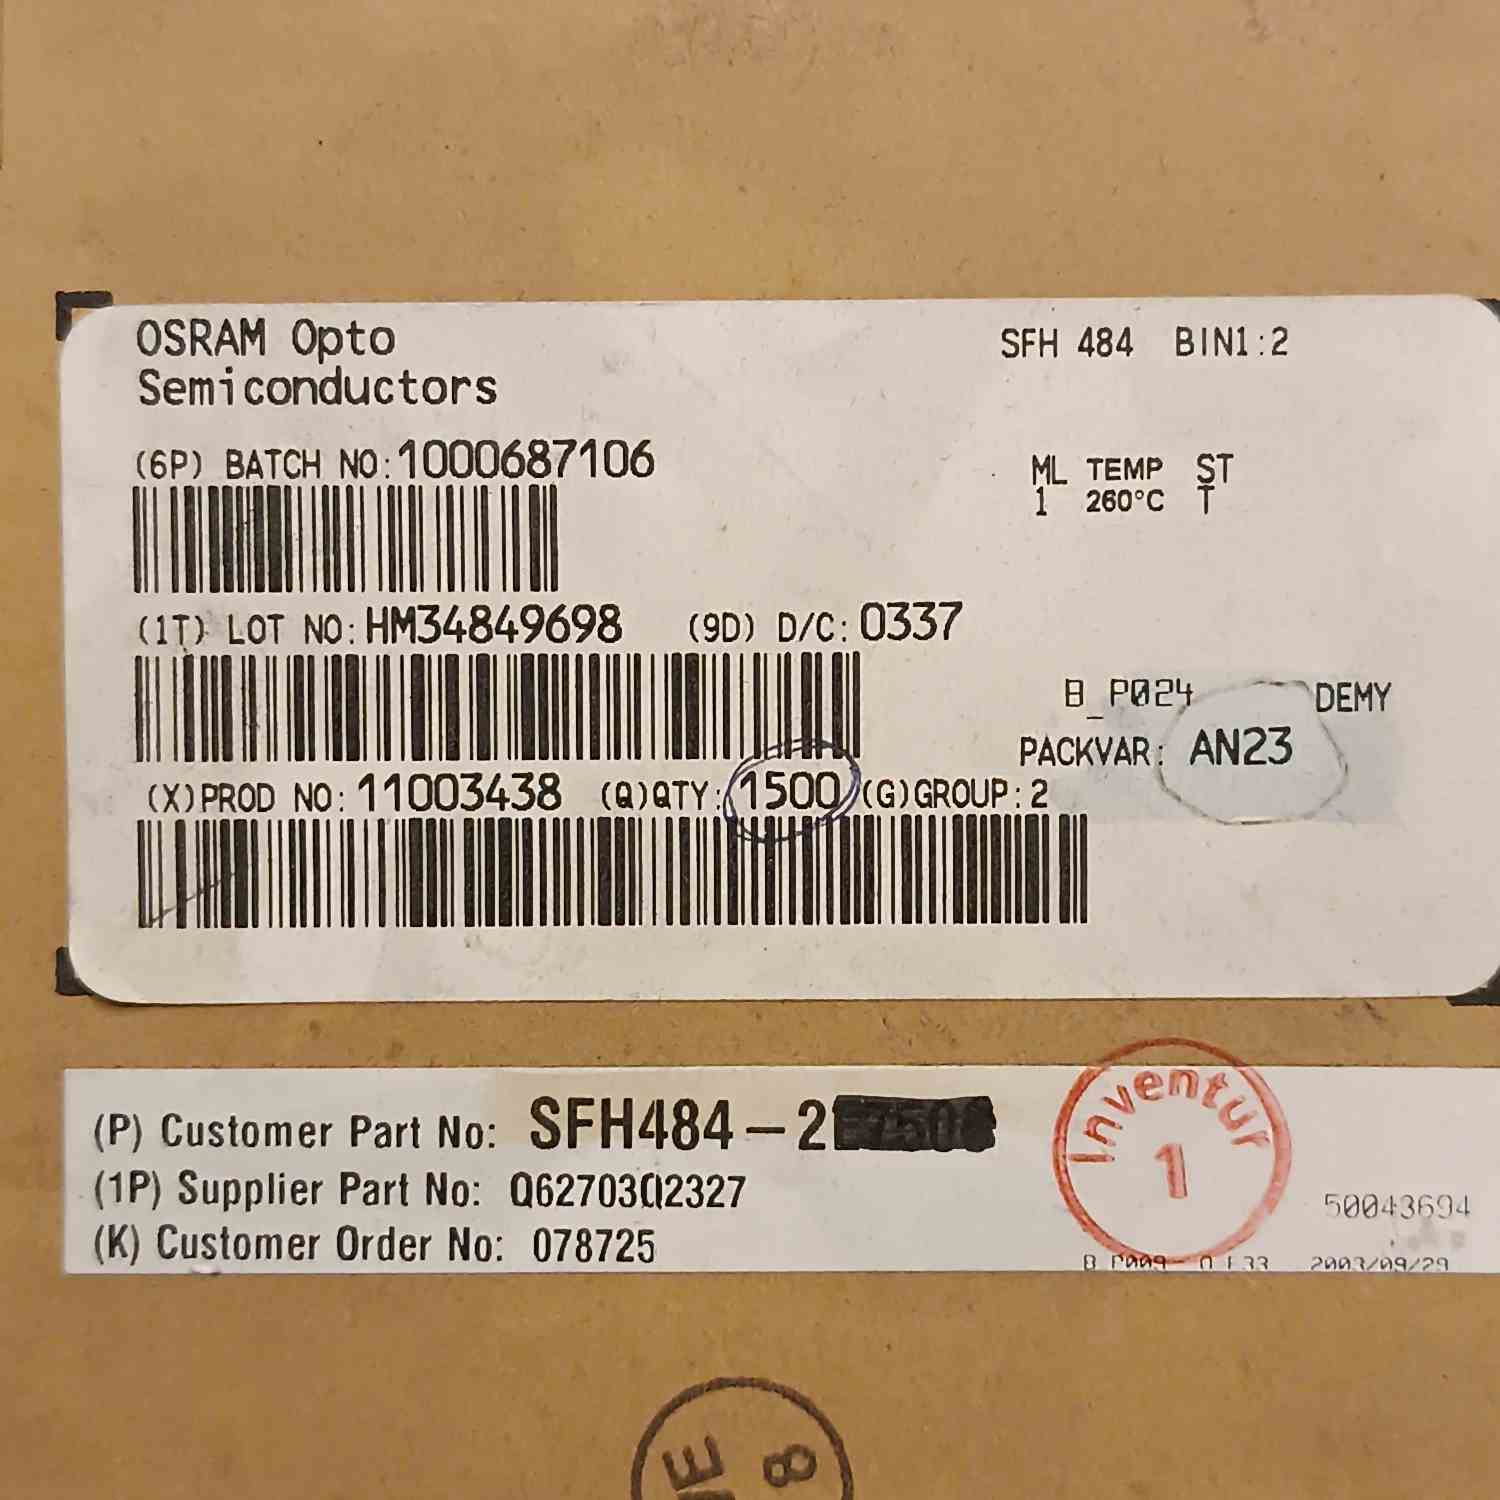 OSRAM Opto
Semiconductors
SFH 484 BIN1:2
(6P) BATCH NO:1000687106
ML TEMP ST
1 260°C T
(1T) LOT NO:HM34849698 (9D) D/C:0337
B_P024 DEMY
PACKVAR: AN23
(X)PROD NO:11003438 (Q)QTY:1500 (G)GROUP:2
(P) Customer Part No: SFH484-2
(1P) Supplier Part No: Q62703Q2327
(K) Customer Order No: 078725
Inventur
1
50043694
2003/09/29
8